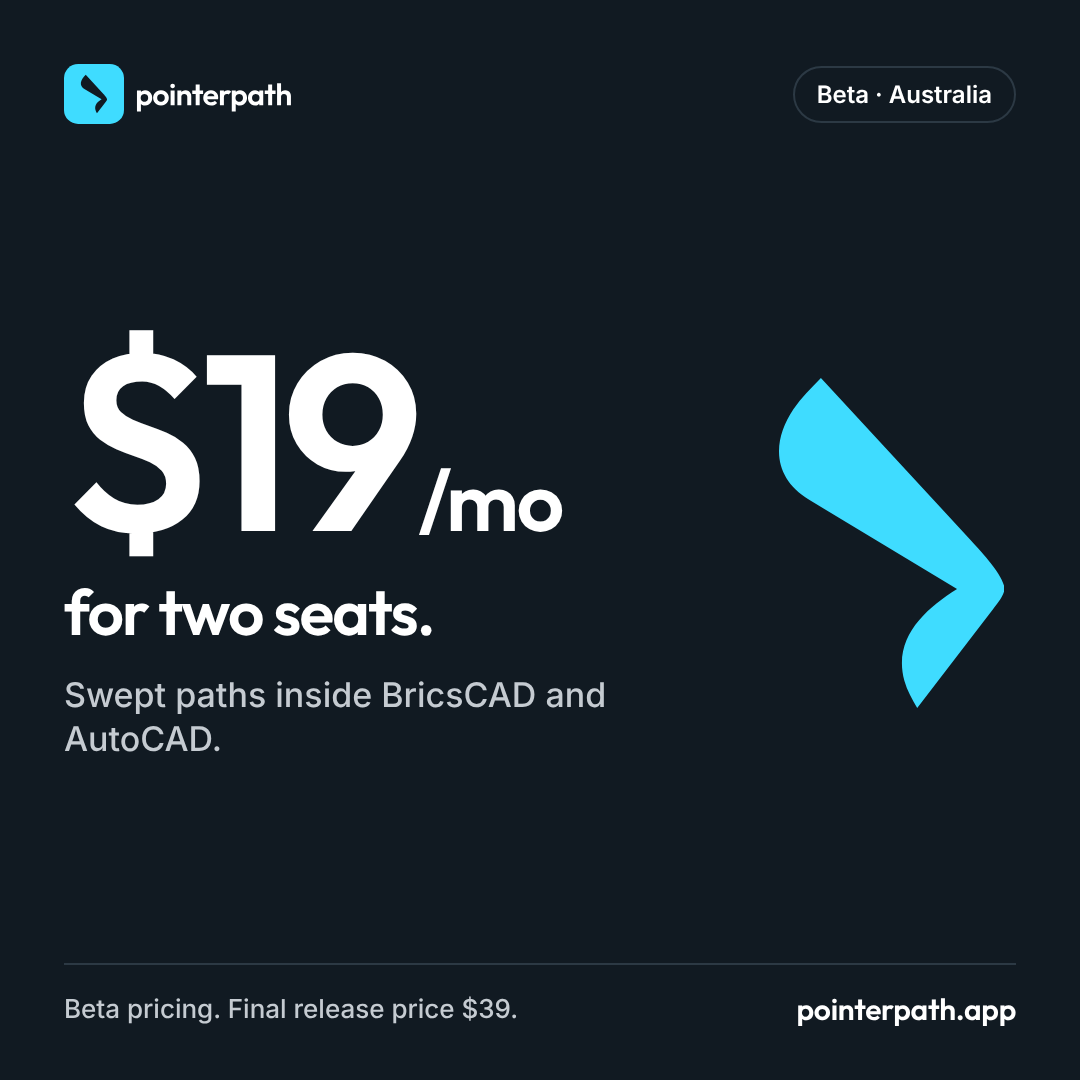 pointerpath
Beta · Australia
$19/mo
for two seats.
Swept paths inside BricsCAD and
AutoCAD.
Beta pricing. Final release price $39.
pointerpath.app